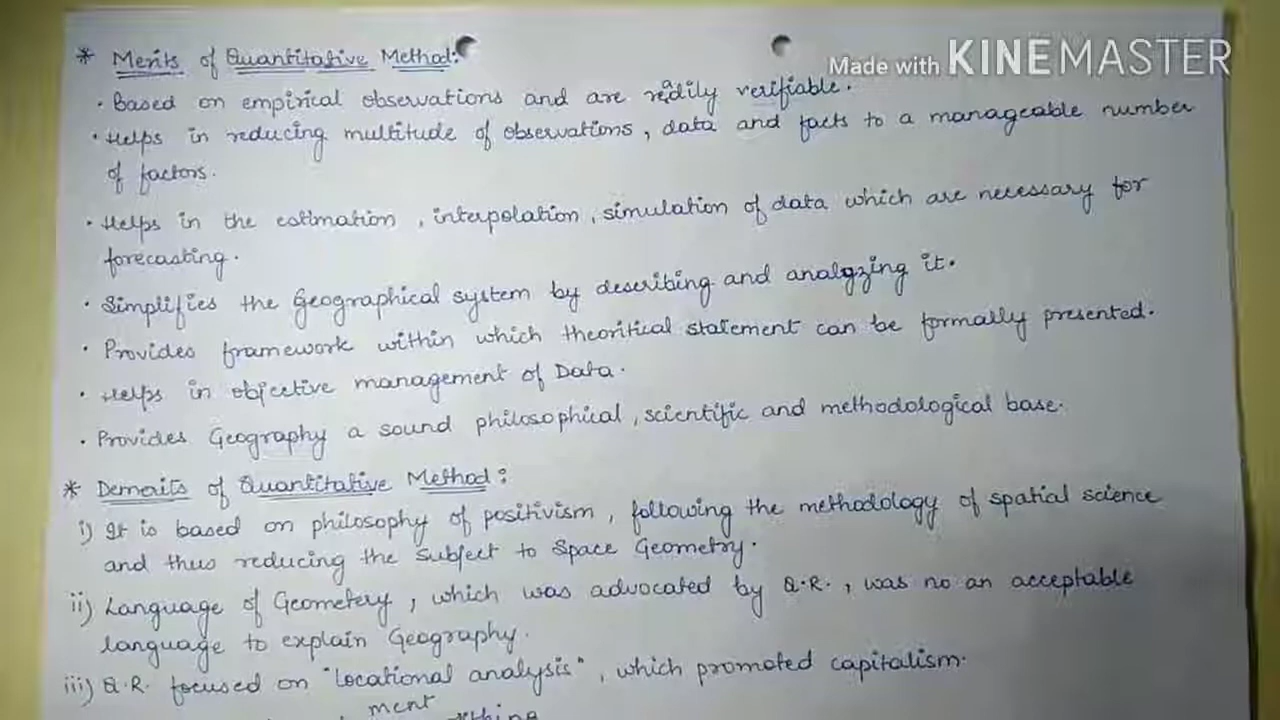 Made with KINEMASTER
* Merits of Quantitative Method:
· Based on empirical observations and are readily verifiable.
· Helps in reducing multitude of observations, data and facts to a manageable number
of factors.
· Helps in the estimation, interpolation, simulation of data which are necessary for
forecasting.
· Simplifies the Geographical system by describing and analyzing it.
· Provides framework within which theoritical statement can be formally presented.
· Helps in objective management of Data.
· Provides Geography a sound philosophical, scientific and methodological base.
* Demerits of Quantitative Method:
i) It is based on philosophy of positivism, following the methodology of spatial science
and thus reducing the subject to Space Geometry.
ii) Language of Geometery, which was advocated by Q.R., was no an acceptable
language to explain Geography.
iii) Q.R. focused on "locational analysis", which promoted capitalism.
ment